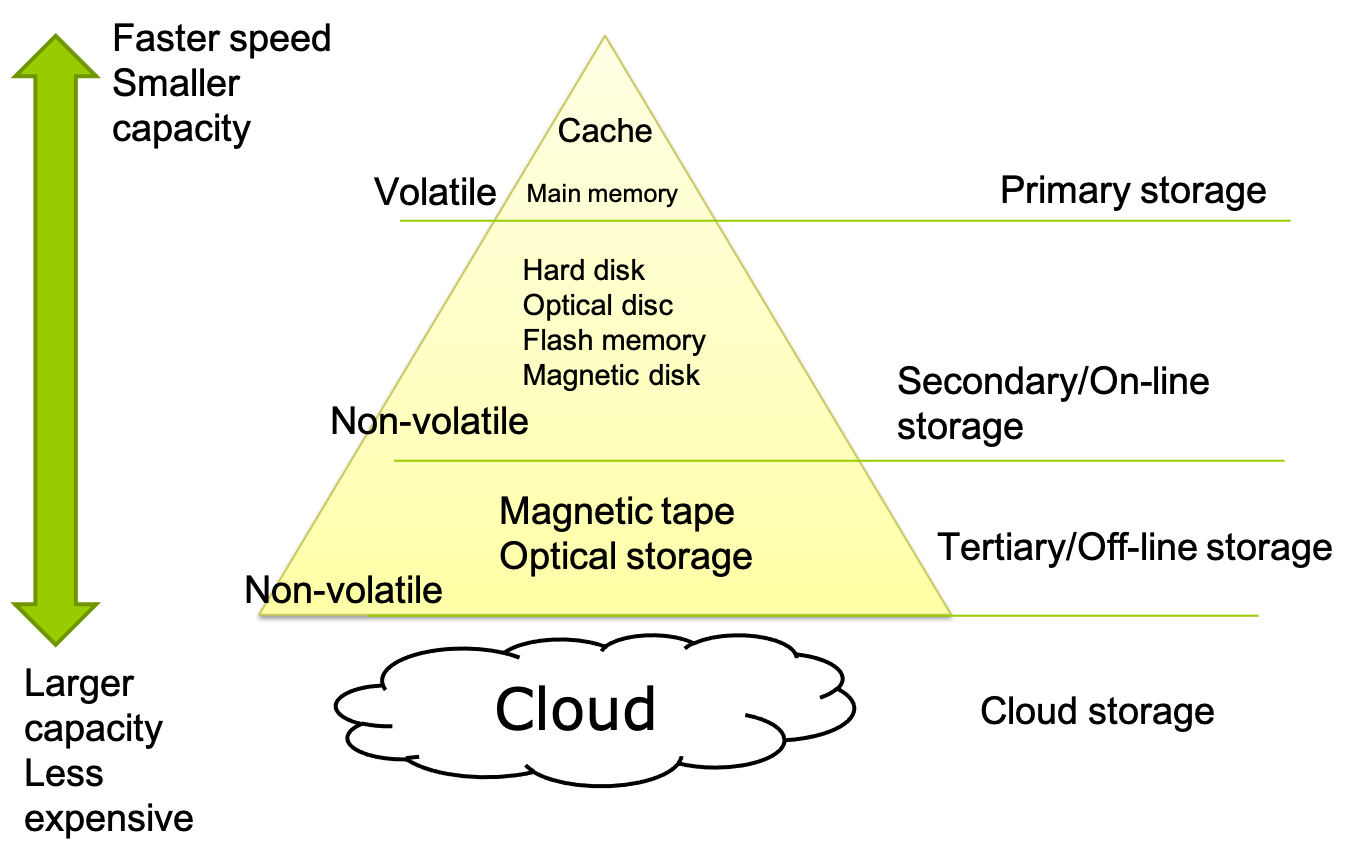 Faster speed
Smaller
capacity
Cache
Volatile
Main memory
Primary storage
Hard disk
Optical disc
Flash memory
Magnetic disk
Non-volatile
Secondary/On-line
storage
Magnetic tape
Optical storage
Non-volatile
Tertiary/Off-line storage
Larger
capacity
Less
expensive
Cloud
Cloud storage